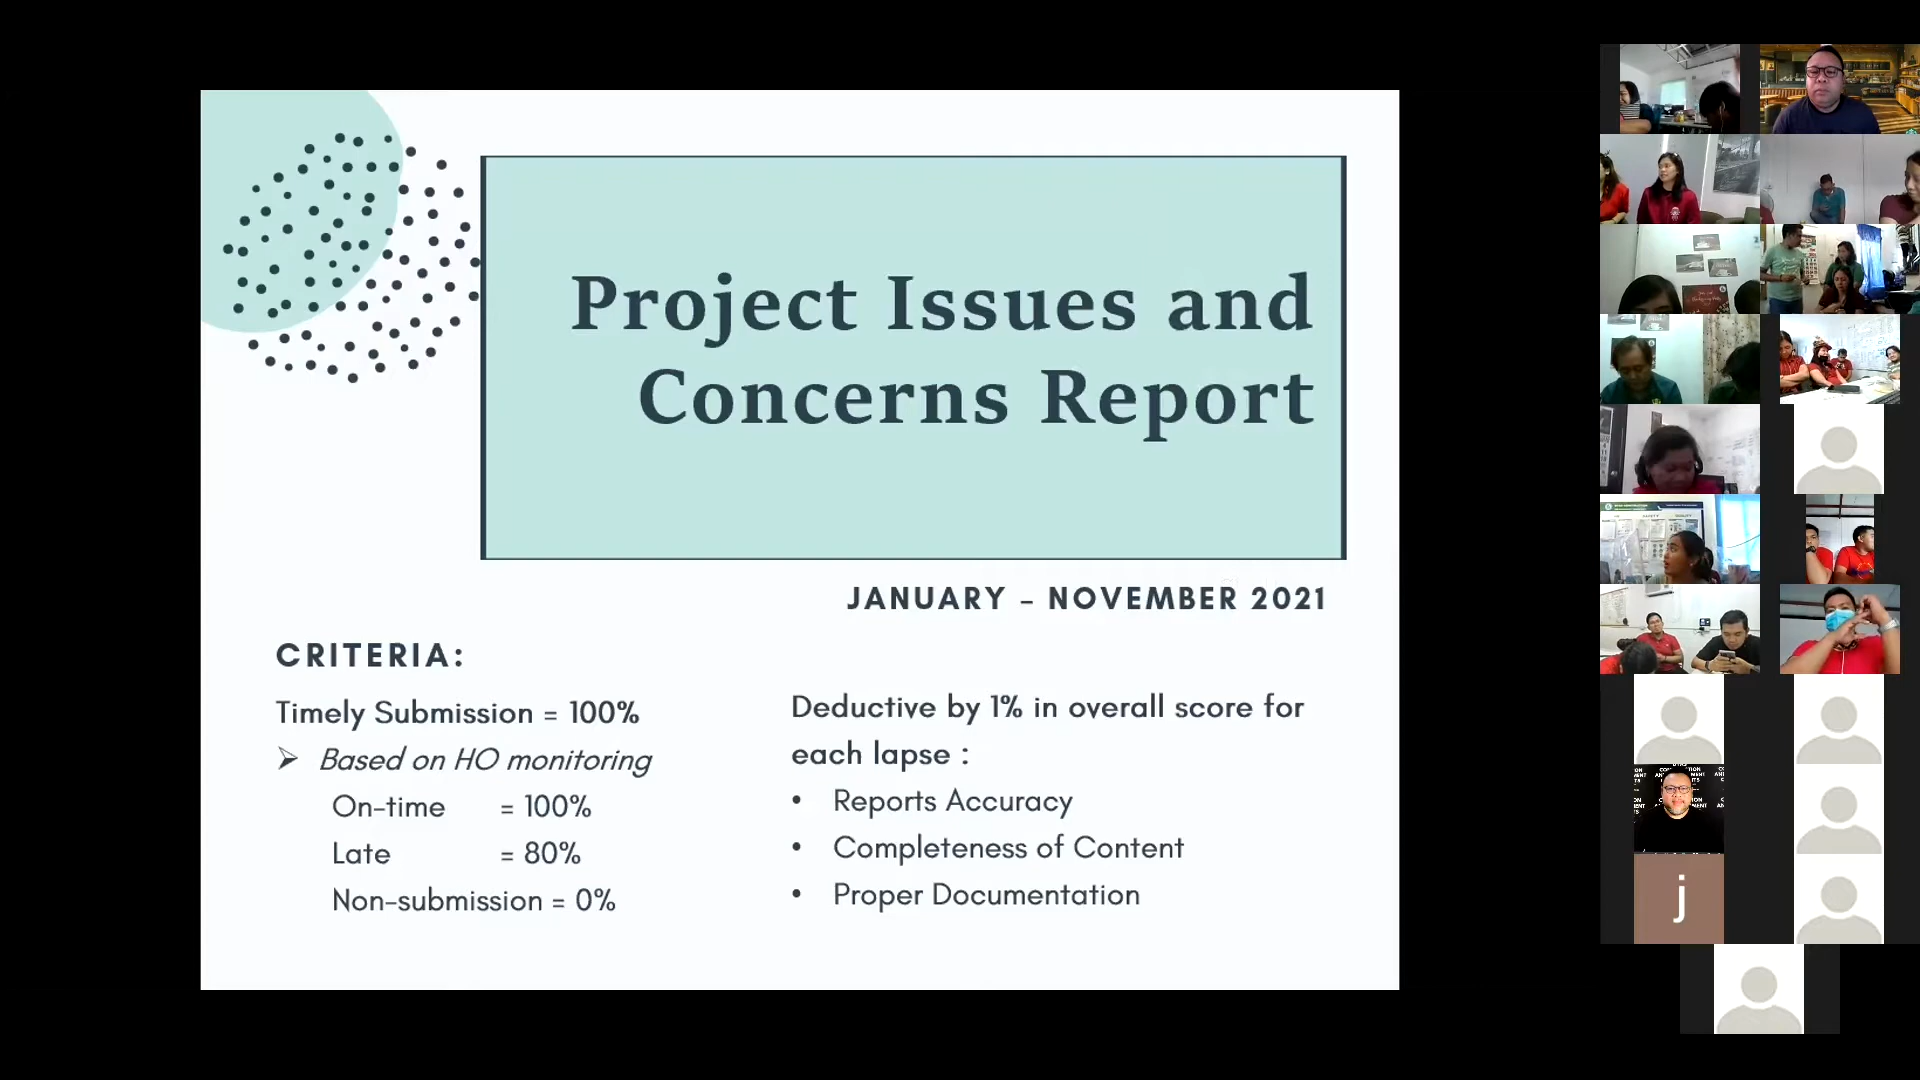 Project Issues and
Concerns Report
JANUARY – NOVEMBER 2021
CRITERIA:
Timely Submission = 100%
➢ Based on HO monitoring
On-time = 100%
Late = 80%
Non-submission = 0%
Deductive by 1% in overall score for
each lapse :
• Reports Accuracy
• Completeness of Content
• Proper Documentation
j